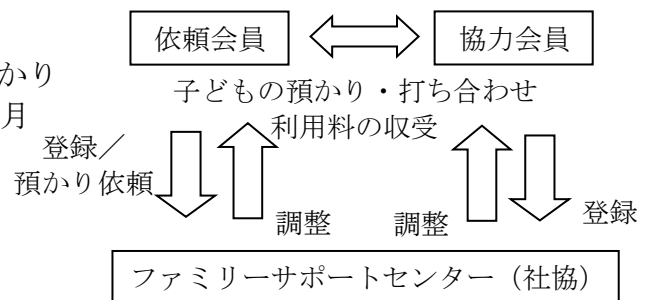 依頼会員
協力会員
かり
子どもの預かり・打ち合わせ
月
利用料の収受
登録／
預かり依頼
調整
調整
登録
ファミリーサポートセンター（社協）